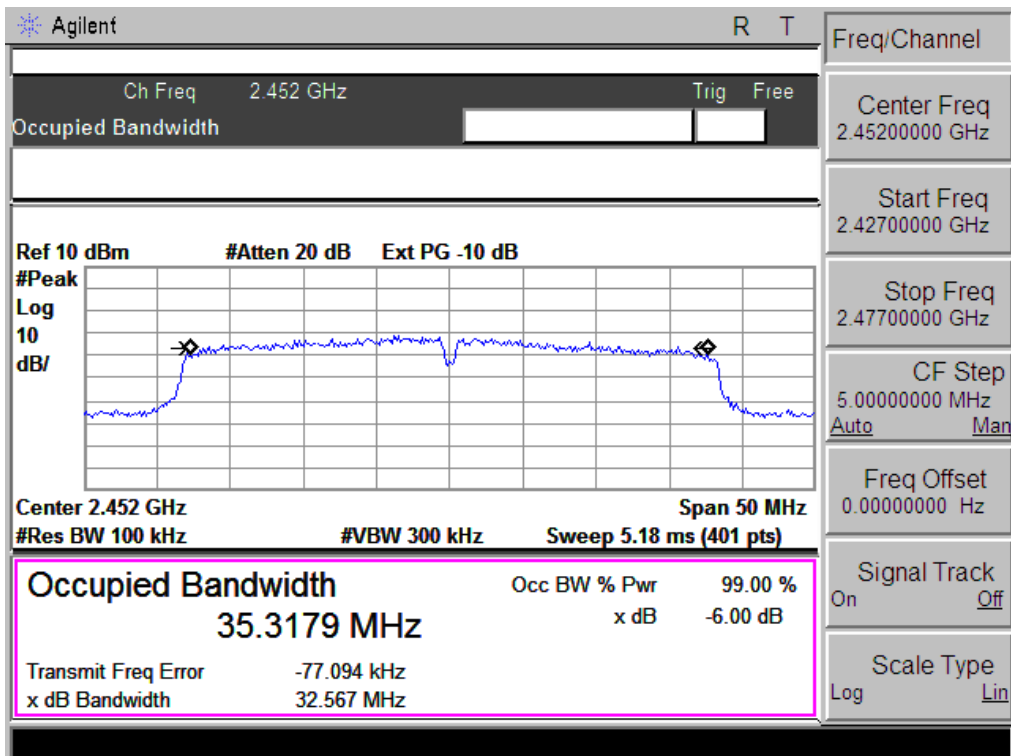 Agilent R T
Ch Freq 2.452 GHz Trig Free
Occupied Bandwidth
Ref 10 dBm #Atten 20 dB Ext PG -10 dB
#Peak
Log
10
dB/
Center 2.452 GHz Span 50 MHz
#Res BW 100 kHz #VBW 300 kHz Sweep 5.18 ms (401 pts)
Occupied Bandwidth Occ BW % Pwr 99.00 %
35.3179 MHz x dB -6.00 dB
Transmit Freq Error -77.094 kHz
x dB Bandwidth 32.567 MHz
Freq/Channel
Center Freq
2.45200000 GHz
Start Freq
2.42700000 GHz
Stop Freq
2.47700000 GHz
CF Step
5.00000000 MHz
Auto Man
Freq Offset
0.00000000 Hz
Signal Track
On Off
Scale Type
Log Lin